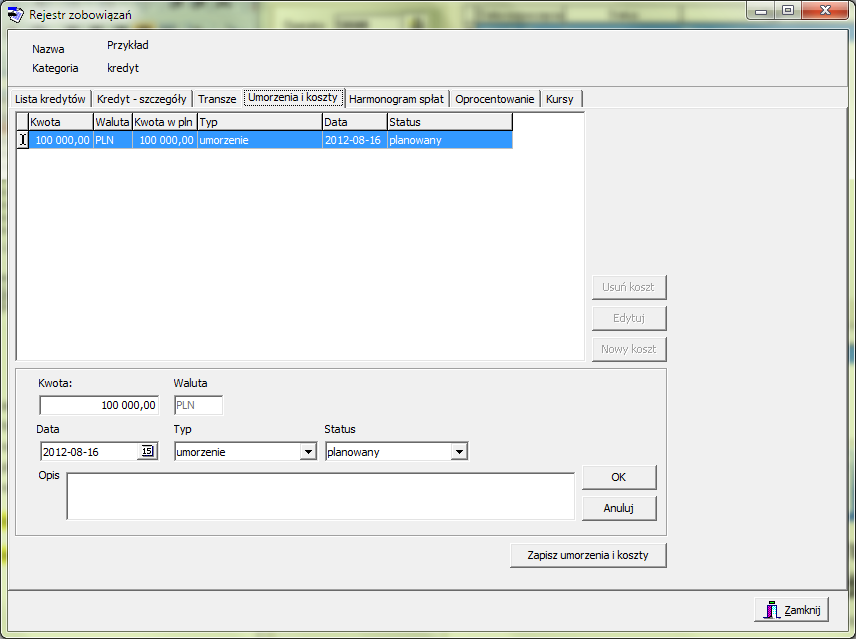 Rejestr zobowiązań
Nazwa Przykład
Kategoria kredyt
Lista kredytów Kredyt - szczegóły Transze Umorzenia i koszty Harmonogram spłat Oprocentowanie Kursy
Kwota Waluta Kwota w pln Typ Data Status
100 000,00 PLN 100 000,00 umorzenie 2012-08-16 planowany
Usuń koszt
Edytuj
Nowy koszt
Kwota: Waluta
100 000,00 PLN
Data Typ Status
2012-08-16 15 umorzenie planowany
Opis
OK
Anuluj
Zapisz umorzenia i koszty
Zamknij